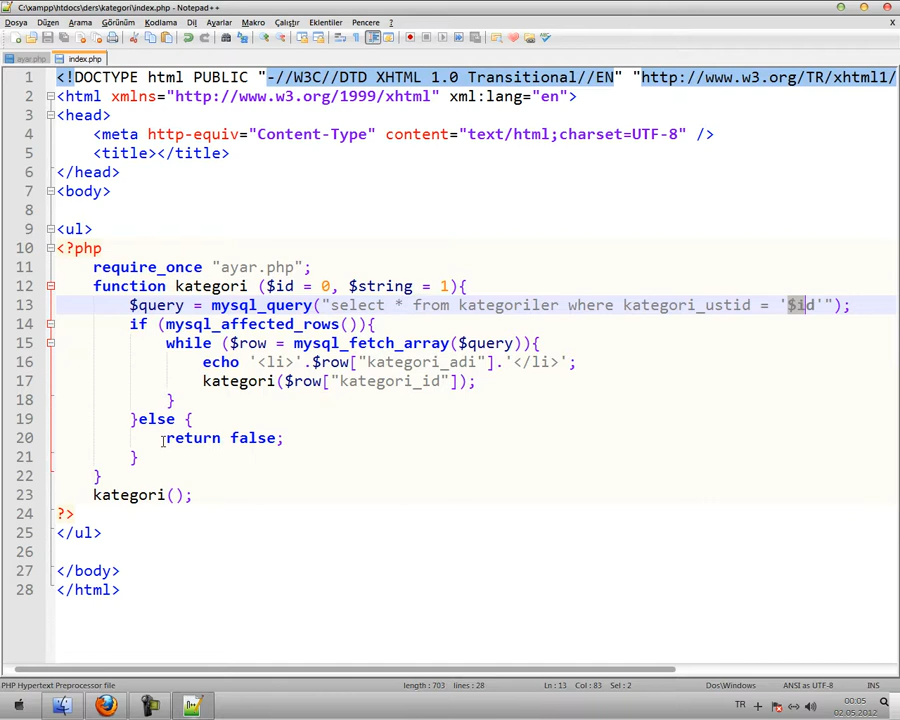 C:\xampp\htdocs\ders\kategori\index.php - Notepad++
Dosya Düzen Arama Görünüm Kodlama Dil Ayarlar Makro Çalıştır Eklentiler Pencere ? X
ayar.php index.php
1 <!DOCTYPE html PUBLIC "-//W3C//DTD XHTML 1.0 Transitional//EN" "http://www.w3.org/TR/xhtml1/
2 <html xmlns="http://www.w3.org/1999/xhtml" xml:lang="en">
3 <head>
4 <meta http-equiv="Content-Type" content="text/html;charset=UTF-8" />
5 <title></title>
6 </head>
7 <body>
8
9 <ul>
10 <?php
11 require_once "ayar.php";
12 function kategori ($id = 0, $string = 1){
13 $query = mysql_query("select * from kategoriler where kategori_ustid = '$id'");
14 if (mysql_affected_rows()){
15 while ($row = mysql_fetch_array($query)){
16 echo '<li>'.$row["kategori_adi"].'</li>';
17 kategori($row["kategori_id"]);
18 }
19 }else {
20 return false;
21 }
22 }
23 kategori();
24 ?>
25 </ul>
26
27 </body>
28 </html>
PHP Hypertext Preprocessor file length : 703 lines : 28 Ln : 13 Col : 83 Sel : 2 Dos\Windows ANSI as UTF-8 INS
TR 00:05
02.05.2012